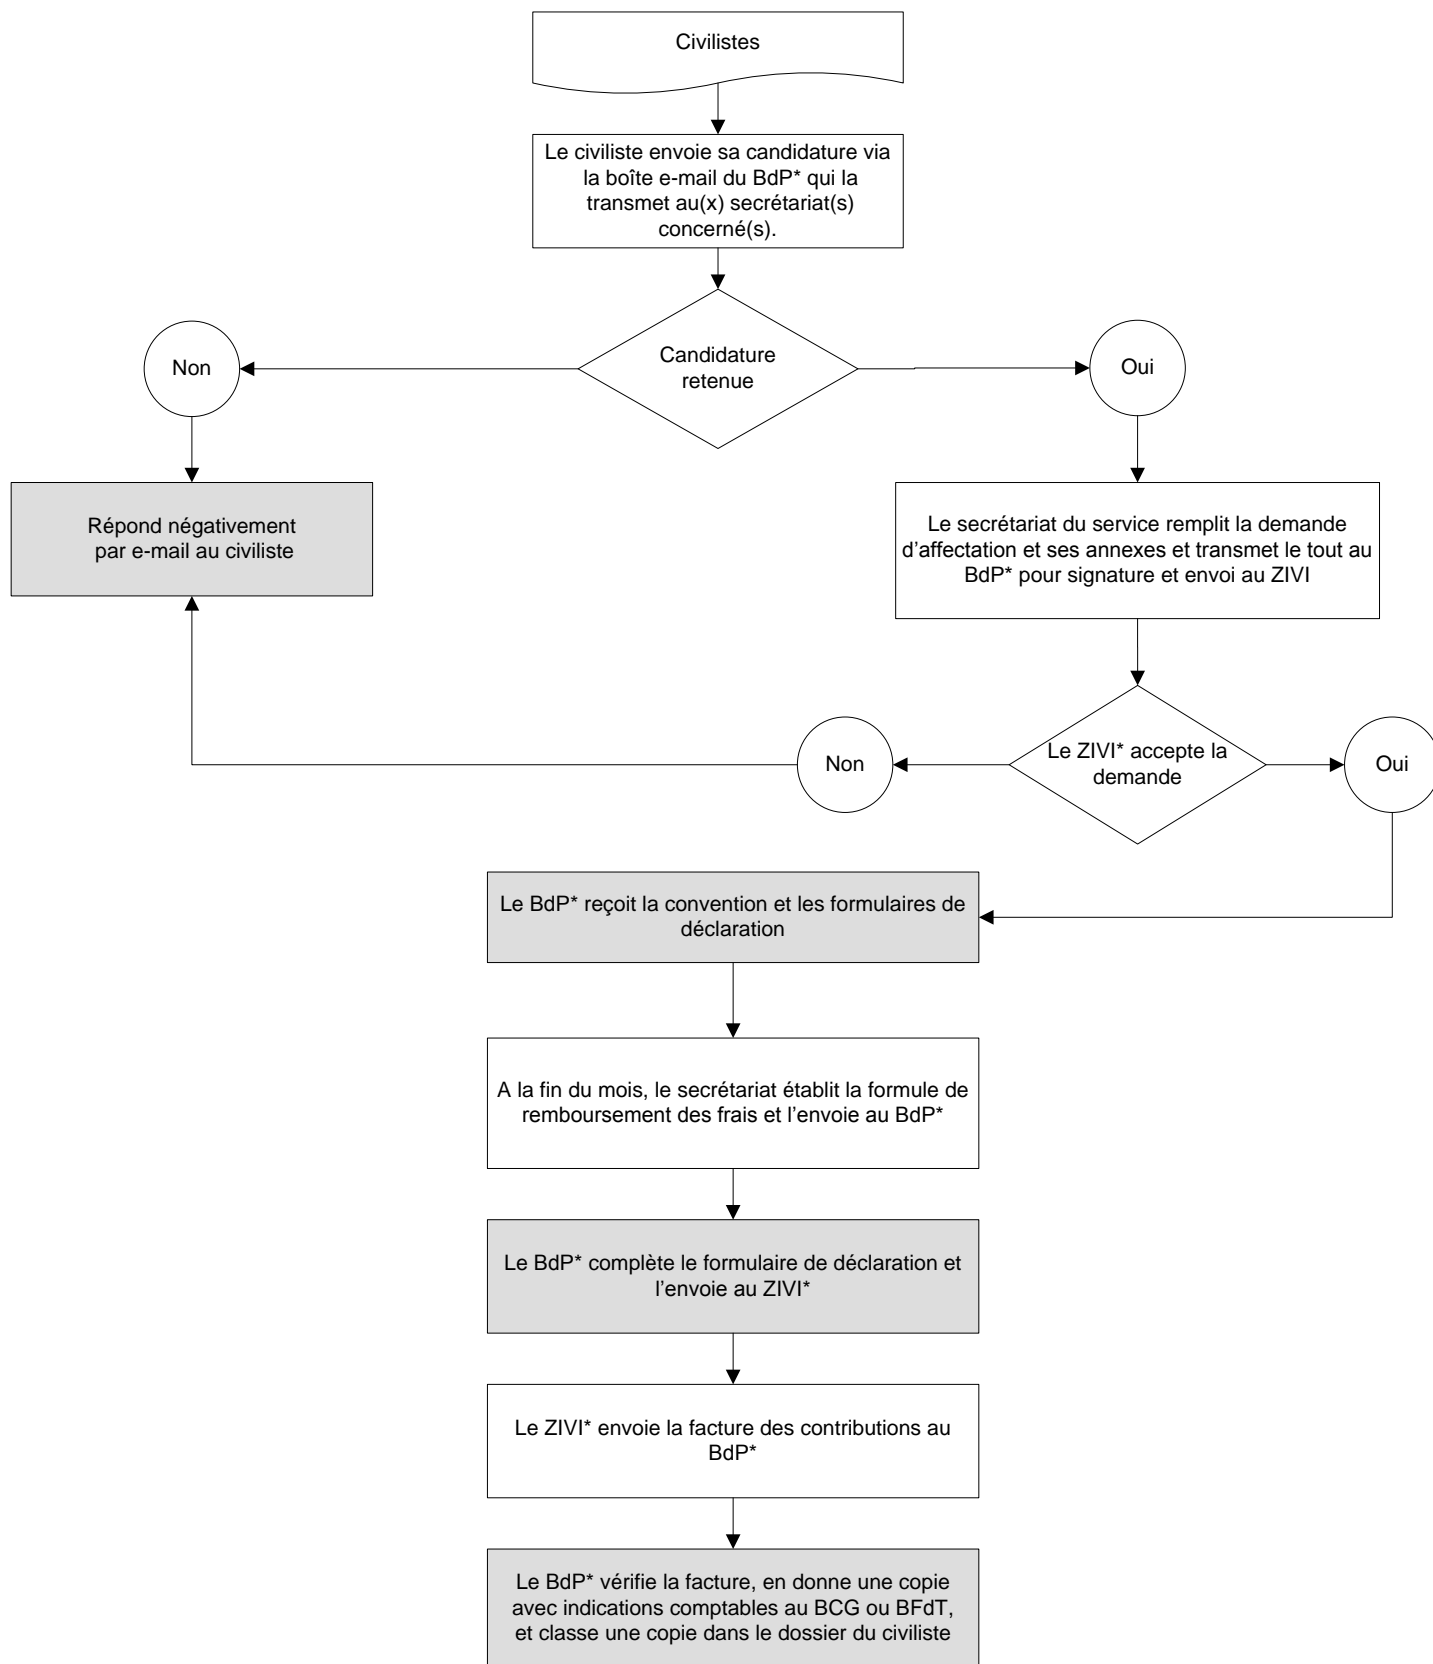 Civilistes
Le civiliste envoie sa candidature via
la boîte e-mail du BdP* qui la
transmet au(x) secrétariat(s)
concerné(s).
Candidature
retenue
Non
Oui
Répond négativement
par e-mail au civiliste
Le secrétariat du service remplit la demande
d’affectation et ses annexes et transmet le tout au
BdP* pour signature et envoi au ZIVI
Le ZIVI* accepte la
demande
Non
Oui
Le BdP* reçoit la convention et les formulaires de
déclaration
A la fin du mois, le secrétariat établit la formule de
remboursement des frais et l’envoie au BdP*
Le BdP* complète le formulaire de déclaration et
l’envoie au ZIVI*
Le ZIVI* envoie la facture des contributions au
BdP*
Le BdP* vérifie la facture, en donne une copie
avec indications comptables au BCG ou BFdT,
et classe une copie dans le dossier du civiliste